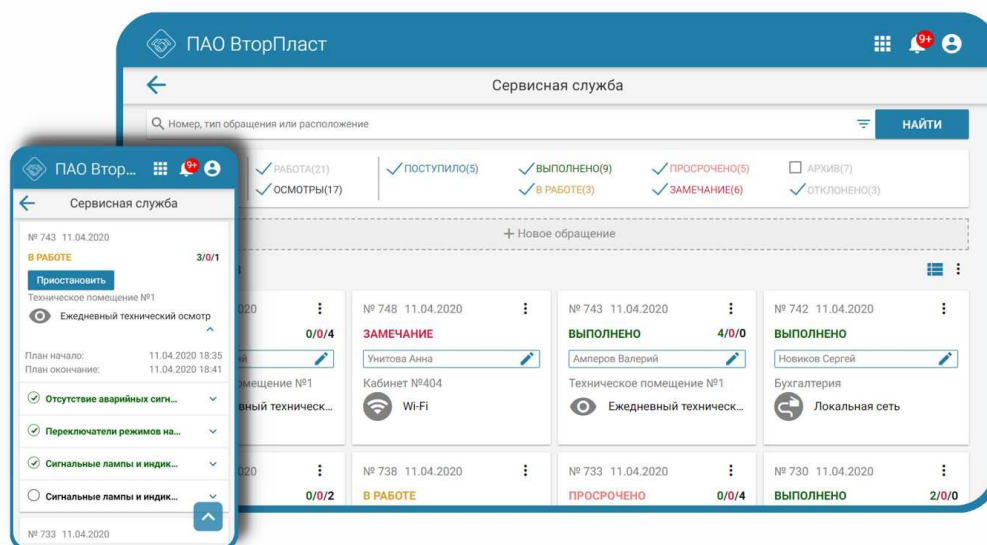 ПАО ВторПласт
9+
Сервисная служба
Номер, тип обращения или расположение
НАЙТИ
РАБОТА(21)
ПОСТУПИЛО(5)
ВЫПОЛНЕНО(9)
ПРОСРОЧЕНО(5)
АРХИВ(7)
ОСМОТРЫ(17)
В РАБОТЕ(3)
ЗАМЕЧАНИЕ(6)
ОТКЛОНЕНО(3)
+ Новое обращение
020
0/0/4
ый
омещение №1
вный техническ...
№ 748 11.04.2020
ЗАМЕЧАНИЕ
Унитова Анна
Кабинет №404
Wi-Fi
№ 743 11.04.2020
ВЫПОЛНЕНО 4/0/0
Амперов Валерий
Техническое помещение №1
Ежедневный техническ...
№ 742 11.04.2020
ВЫПОЛНЕНО
Новиков Сергей
Бухгалтерия
Локальная сеть
020
0/0/2
№ 738 11.04.2020
В РАБОТЕ
№ 733 11.04.2020
ПРОСРОЧЕНО 0/0/4
№ 730 11.04.2020
ВЫПОЛНЕНО 2/0/0
ПАО Втор...
9+
Сервисная служба
№ 743 11.04.2020
В РАБОТЕ 3/0/1
Приостановить
Техническое помещение №1
Ежедневный технический осмотр
План начало: 11.04.2020 18:35
План окончание: 11.04.2020 18:41
Отсутствие аварийных сигн...
Переключатели режимов на...
Сигнальные лампы и индик...
Сигнальные лампы и индик...
№ 733 11.04.2020